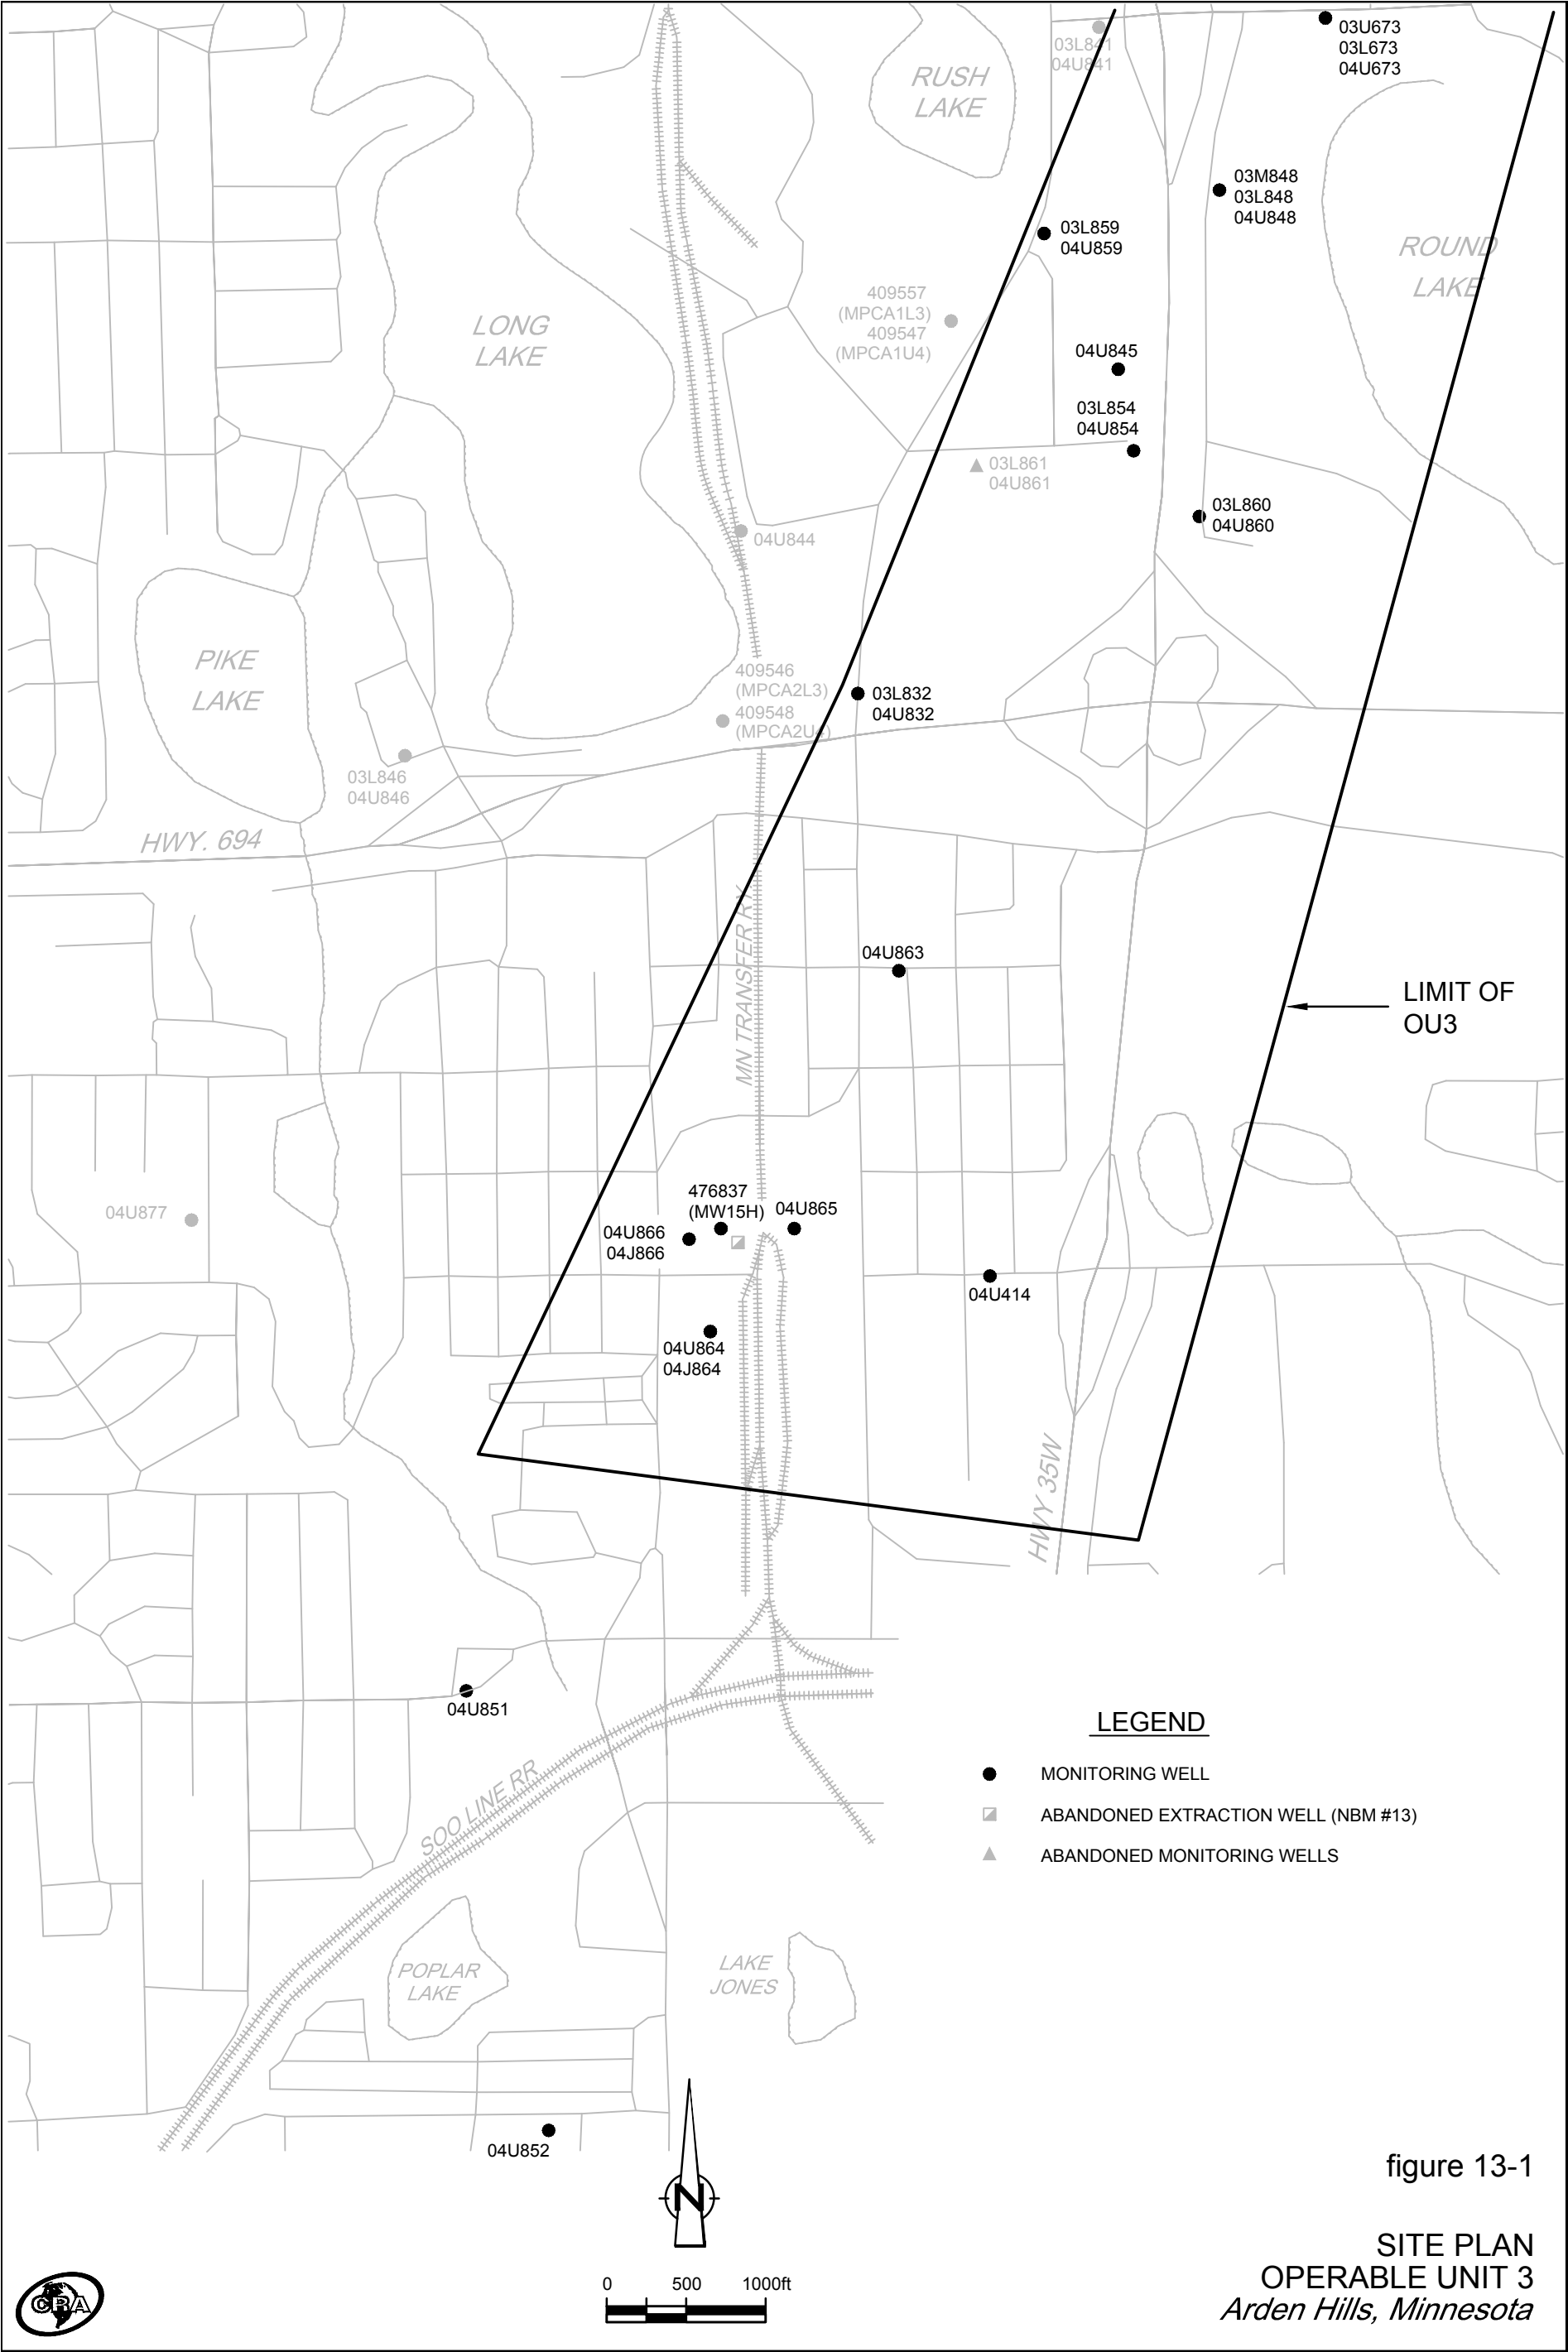 03L841
04U841
03U673
03L673
04U673
RUSH
LAKE
03M848
03L848
04U848
03L859
04U859
ROUND
LAKE
409557
(MPCA1L3)
409547
(MPCA1U4)
LONG
LAKE
04U845
03L854
04U854
03L861
04U861
03L860
04U860
04U844
PIKE
LAKE
409546
(MPCA2L3)
409548
(MPCA2U4)
03L832
04U832
03L846
04U846
HWY. 694
MN TRANSFER RY
04U863
LIMIT OF
OU3
04U877
476837
(MW15H)
04U865
04U866
04J866
04U414
04U864
04J864
HWY 35W
04U851
SOO LINE RR
LEGEND
MONITORING WELL
ABANDONED EXTRACTION WELL (NBM #13)
ABANDONED MONITORING WELLS
POPLAR
LAKE
LAKE
JONES
04U852
N
figure 13-1
SITE PLAN
OPERABLE UNIT 3
Arden Hills, Minnesota
0 500 1000ft
CRA